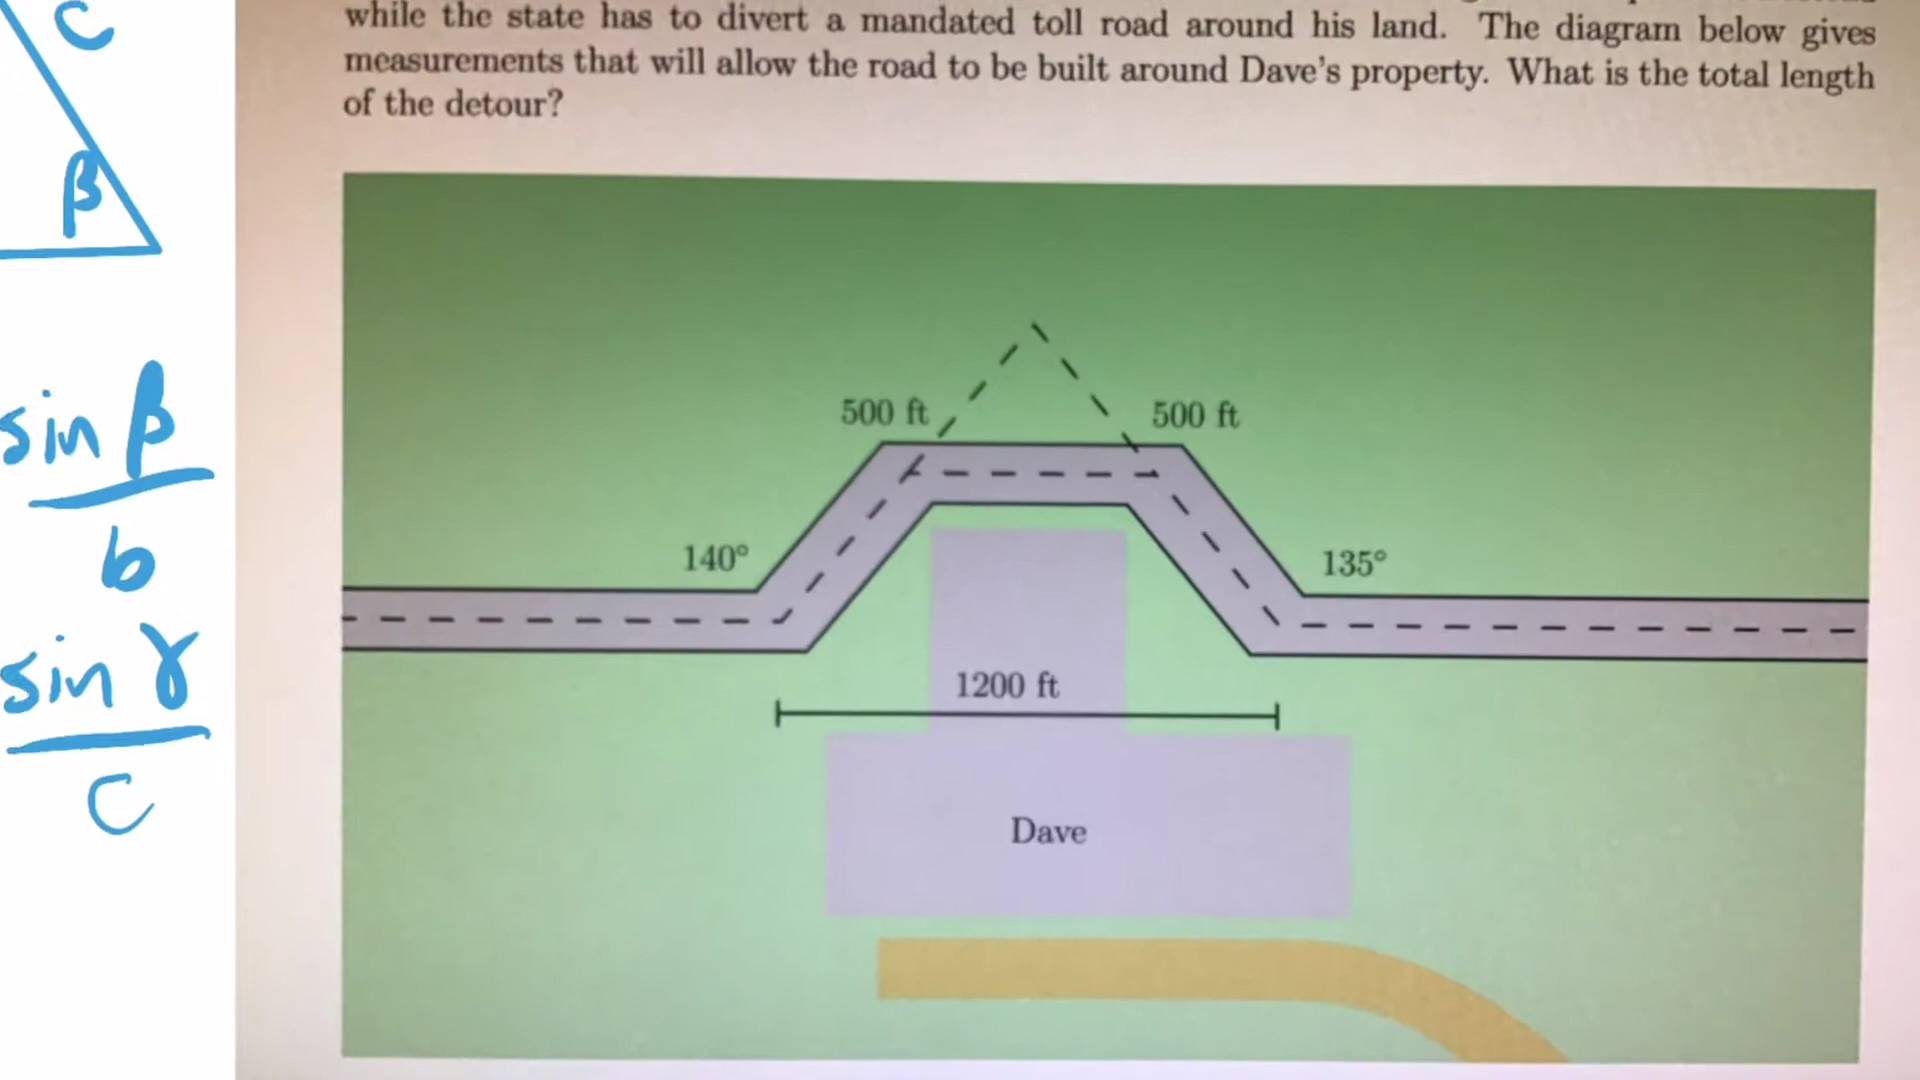 C
β
sin β
b
sin γ
c
while the state has to divert a mandated toll road around his land. The diagram below gives
measurements that will allow the road to be built around Dave's property. What is the total length
of the detour?
500 ft
500 ft
140°
135°
1200 ft
Dave